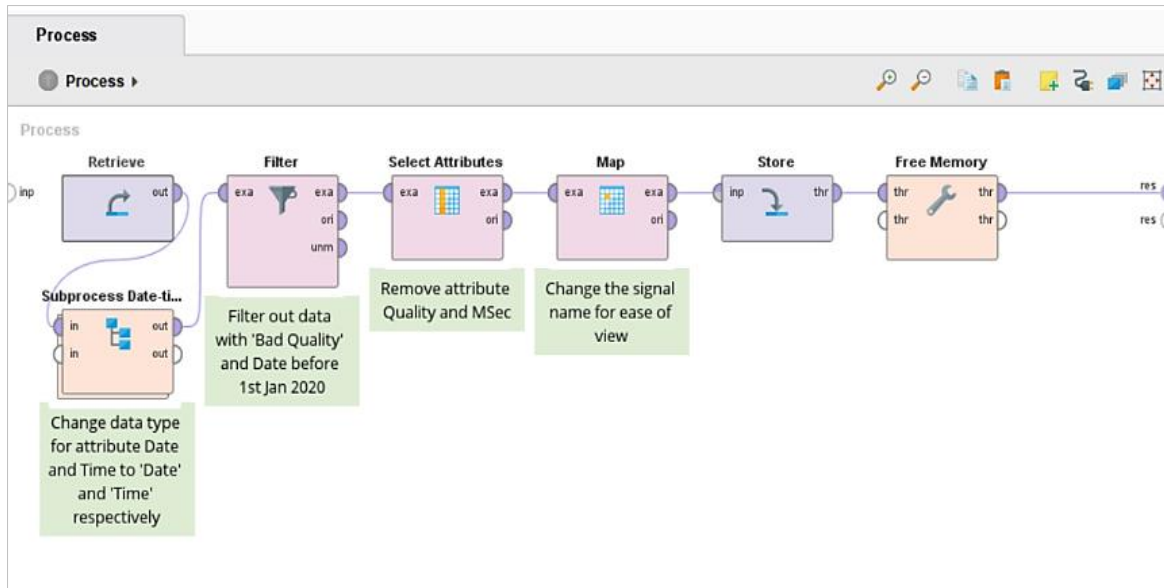 Process
Process
Process
Retrieve
Filter
Select Attributes
Map
Store
Free Memory
inp
out
exa
exa
ori
unm
exa
exa
ori
exa
exa
ori
inp
thr
thr
thr
thr
thr
res
res
Subprocess Date-ti...
in
out
in
out
Change data type
for attribute Date
and Time to 'Date'
and 'Time'
respectively
Filter out data
with 'Bad Quality'
and Date before
1st Jan 2020
Remove attribute
Quality and MSec
Change the signal
name for ease of
view